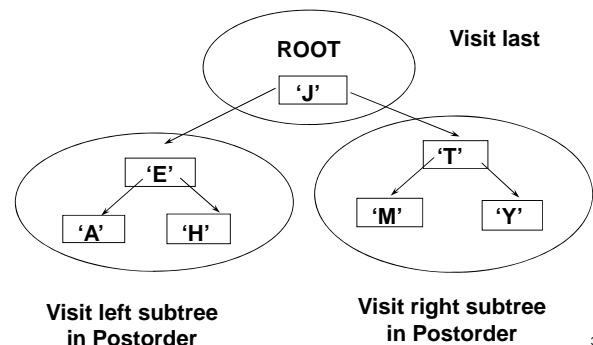 ROOT
Visit last
‘J’
‘E’
‘T’
‘A’
‘H’
‘M’
‘Y’
Visit left subtree
in Postorder
Visit right subtree
in Postorder